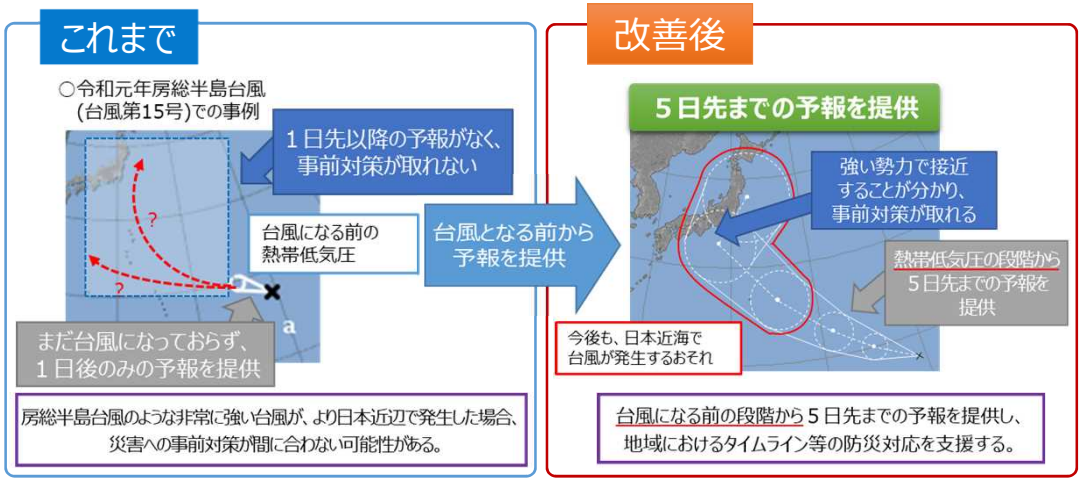 これまで
○令和元年房総半島台風
(台風第15号)での事例
1日先以降の予報がなく、
事前対策が取れない
?
?
台風になる前の
熱帯低気圧
a
まだ台風になっておらず、
1日後のみの予報を提供
房総半島台風のような非常に強い台風が、より日本近辺で発生した場合、
災害への事前対策が間に合わない可能性がある。
台風となる前から
予報を提供
改善後
5日先までの予報を提供
強い勢力で接近
することが分かり、
事前対策が取れる
熱帯低気圧の段階から
5日先までの予報を
提供
今後も、日本近海で
台風が発生するおそれ
台風になる前の段階から5日先までの予報を提供し、
地域におけるタイムライン等の防災対応を支援する。